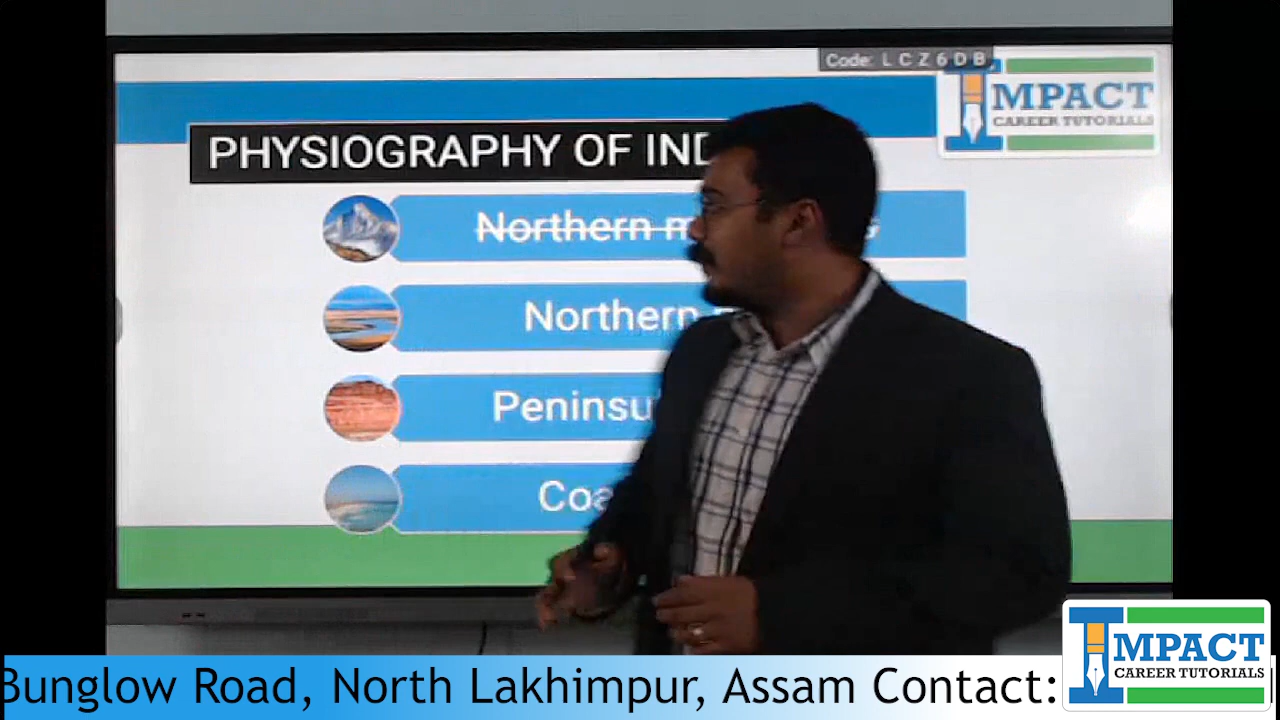 Code: L C Z 6 D B
IMPACT
CAREER TUTORIALS
PHYSIOGRAPHY OF IND
Northern m
Northern
Peninsu
Coa
Bunglow Road, North Lakhimpur, Assam Contact:
IMPACT
CAREER TUTORIALS